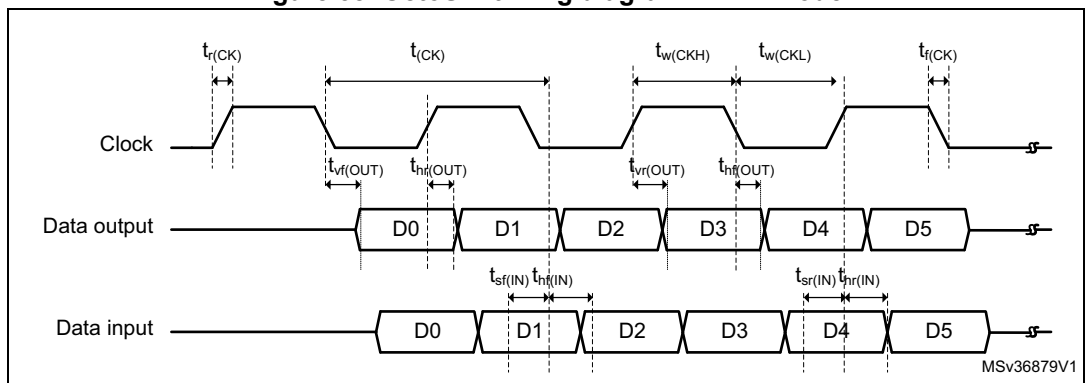 t_r(CK) t_(CK) t_w(CKH) t_w(CKL) t_f(CK)
Clock
t_vf(OUT) t_hr(OUT) t_vr(OUT) t_hf(OUT)
Data output D0 D1 D2 D3 D4 D5
t_sf(IN) t_hf(IN) t_sr(IN) t_hr(IN)
Data input D0 D1 D2 D3 D4 D5
MSv36879V1